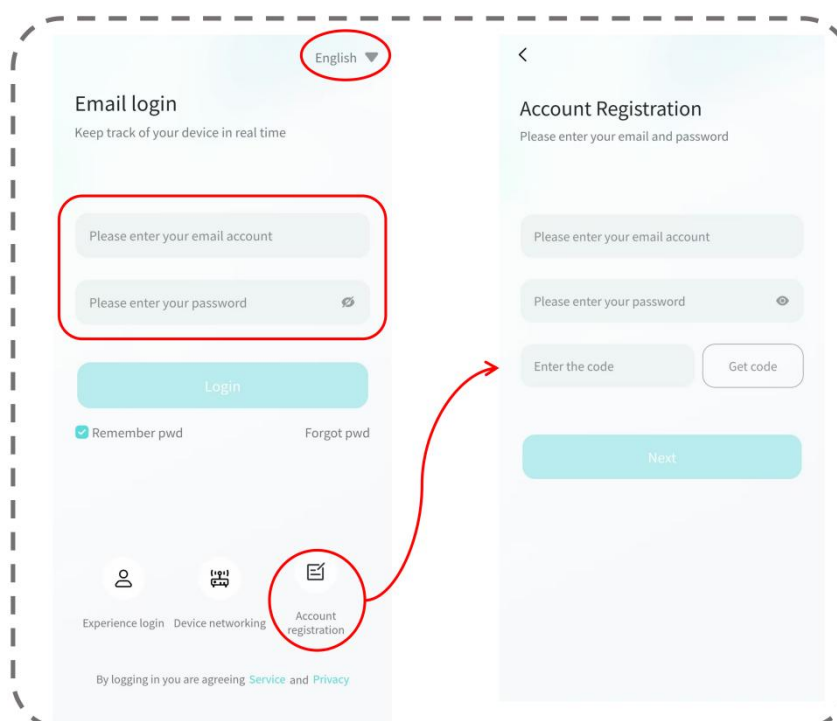 English
Email login
Keep track of your device in real time
Please enter your email account
Please enter your password
Login
Remember pwd
Forgot pwd
Experience login
Device networking
Account
registration
By logging in you are agreeing Service and Privacy
Account Registration
Please enter your email and password
Please enter your email account
Please enter your password
Enter the code
Get code
Next